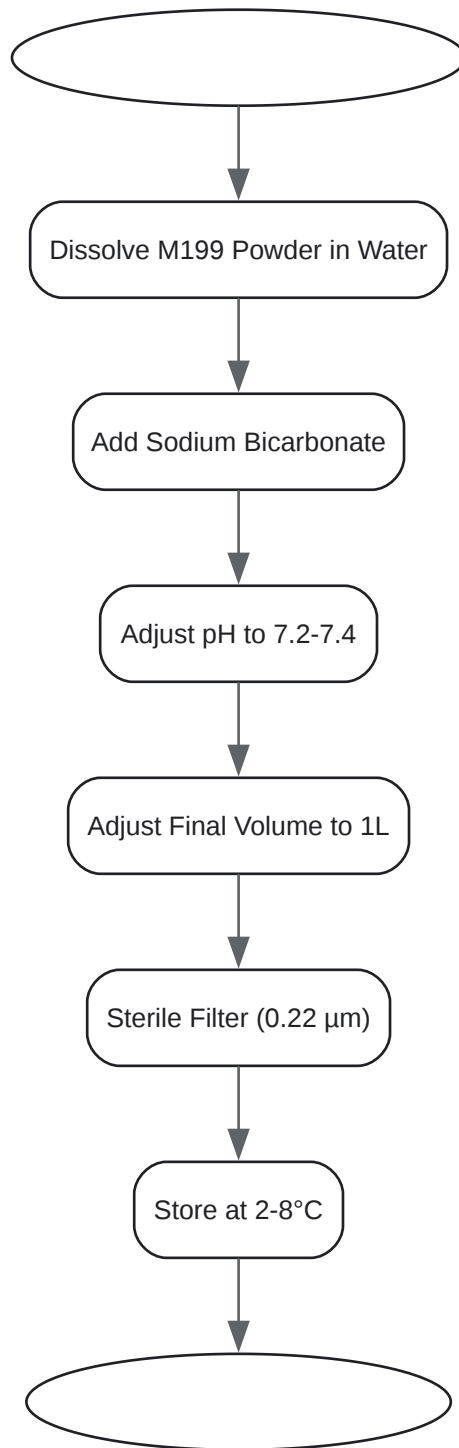 Dissolve M199 Powder in Water
Add Sodium Bicarbonate
Adjust pH to 7.2-7.4
Adjust Final Volume to 1L
Sterile Filter (0.22 µm)
Store at 2-8°C